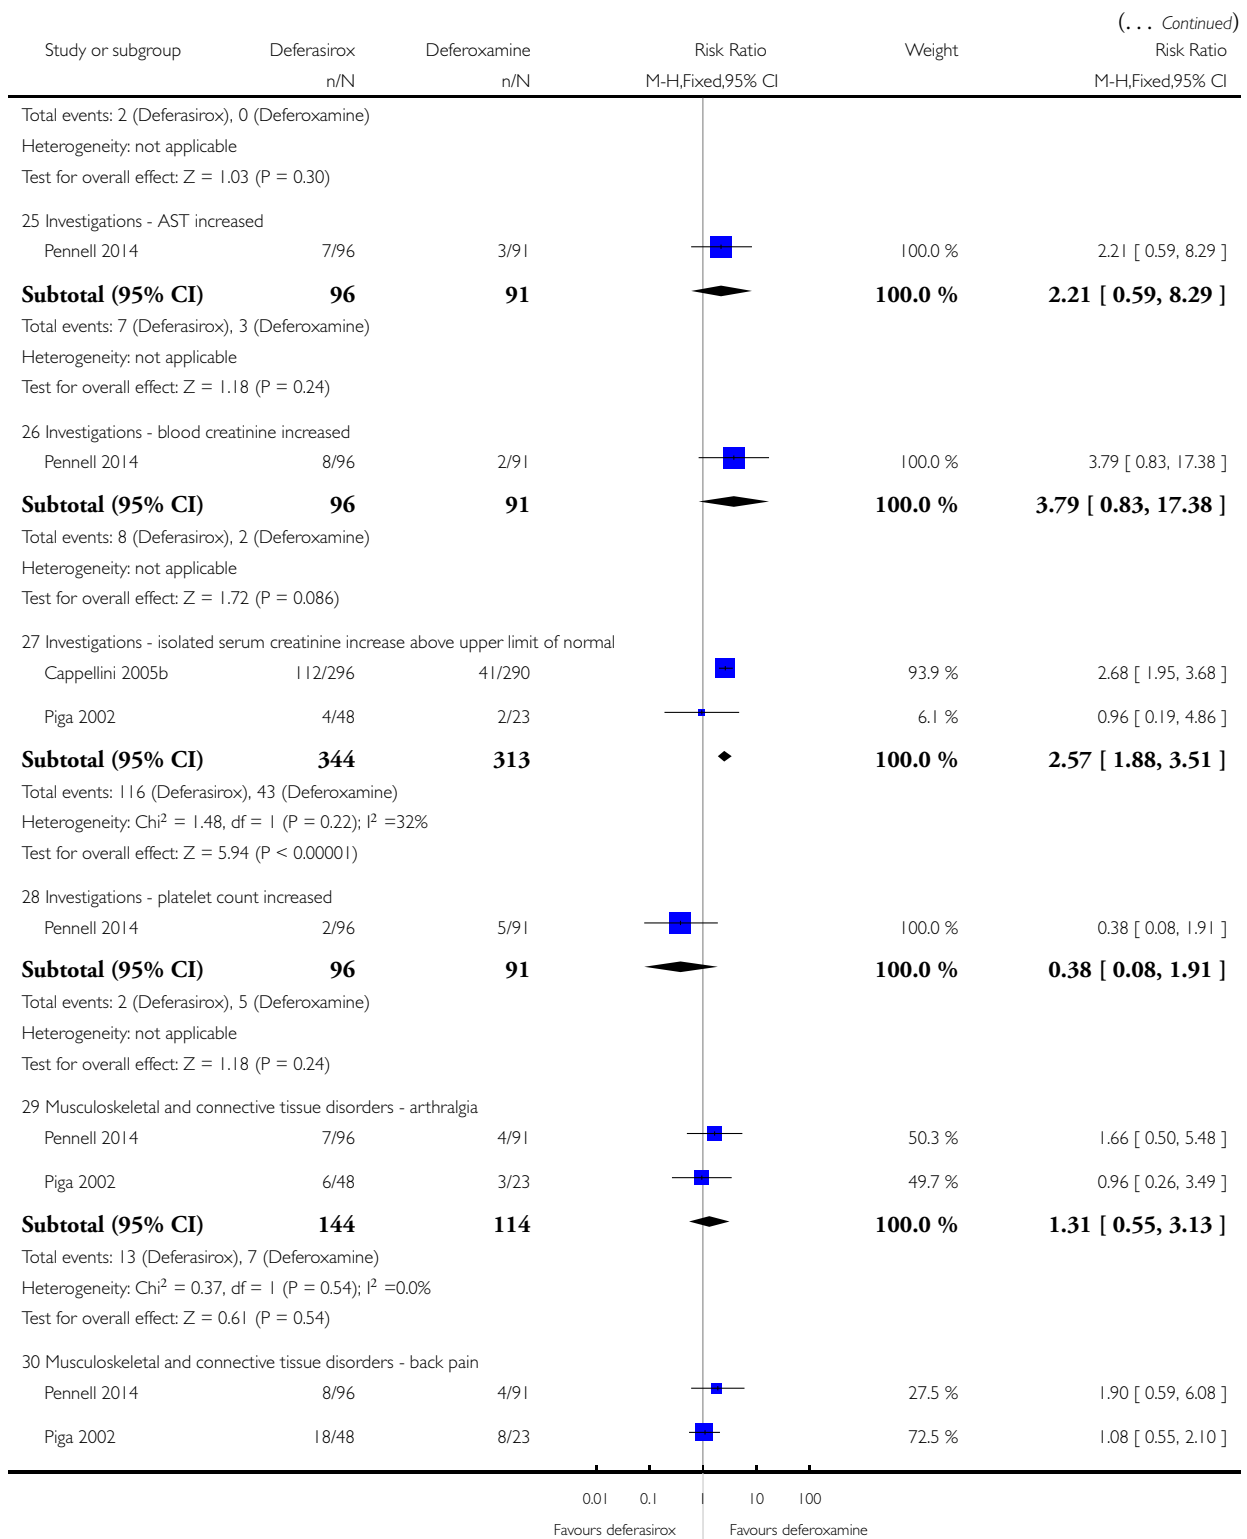 (... Continued)
Study or subgroup Deferasirox Deferoxamine Risk Ratio Weight Risk Ratio
n/N n/N M-H,Fixed,95% CI M-H,Fixed,95% CI
Total events: 2 (Deferasirox), 0 (Deferoxamine)
Heterogeneity: not applicable
Test for overall effect: Z = 1.03 (P = 0.30)
25 Investigations - AST increased
Pennell 2014 7/96 3/91 100.0 % 2.21 [ 0.59, 8.29 ]
Subtotal (95% CI) 96 91 100.0 % 2.21 [ 0.59, 8.29 ]
Total events: 7 (Deferasirox), 3 (Deferoxamine)
Heterogeneity: not applicable
Test for overall effect: Z = 1.18 (P = 0.24)
26 Investigations - blood creatinine increased
Pennell 2014 8/96 2/91 100.0 % 3.79 [ 0.83, 17.38 ]
Subtotal (95% CI) 96 91 100.0 % 3.79 [ 0.83, 17.38 ]
Total events: 8 (Deferasirox), 2 (Deferoxamine)
Heterogeneity: not applicable
Test for overall effect: Z = 1.72 (P = 0.086)
27 Investigations - isolated serum creatinine increase above upper limit of normal
Cappellini 2005b 112/296 41/290 93.9 % 2.68 [ 1.95, 3.68 ]
Piga 2002 4/48 2/23 6.1 % 0.96 [ 0.19, 4.86 ]
Subtotal (95% CI) 344 313 100.0 % 2.57 [ 1.88, 3.51 ]
Total events: 116 (Deferasirox), 43 (Deferoxamine)
Heterogeneity: Chi² = 1.48, df = 1 (P = 0.22); I² =32%
Test for overall effect: Z = 5.94 (P < 0.00001)
28 Investigations - platelet count increased
Pennell 2014 2/96 5/91 100.0 % 0.38 [ 0.08, 1.91 ]
Subtotal (95% CI) 96 91 100.0 % 0.38 [ 0.08, 1.91 ]
Total events: 2 (Deferasirox), 5 (Deferoxamine)
Heterogeneity: not applicable
Test for overall effect: Z = 1.18 (P = 0.24)
29 Musculoskeletal and connective tissue disorders - arthralgia
Pennell 2014 7/96 4/91 50.3 % 1.66 [ 0.50, 5.48 ]
Piga 2002 6/48 3/23 49.7 % 0.96 [ 0.26, 3.49 ]
Subtotal (95% CI) 144 114 100.0 % 1.31 [ 0.55, 3.13 ]
Total events: 13 (Deferasirox), 7 (Deferoxamine)
Heterogeneity: Chi² = 0.37, df = 1 (P = 0.54); I² =0.0%
Test for overall effect: Z = 0.61 (P = 0.54)
30 Musculoskeletal and connective tissue disorders - back pain
Pennell 2014 8/96 4/91 27.5 % 1.90 [ 0.59, 6.08 ]
Piga 2002 18/48 8/23 72.5 % 1.08 [ 0.55, 2.10 ]
0.01 0.1 1 10 100
Favours deferasirox Favours deferoxamine